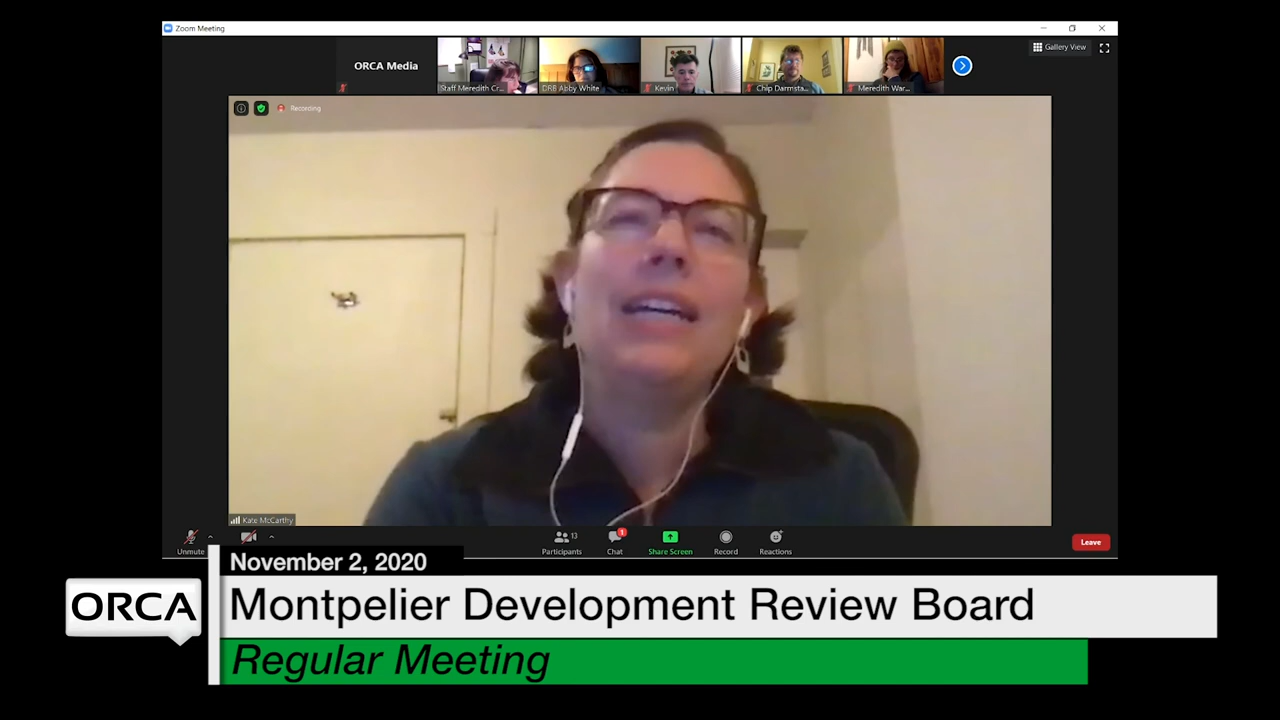 Zoom Meeting
ORCA Media
Staff Meredith Cr...
DRB Abby White
Kevin
Chip Darmsta...
Meredith War...
Gallery View
Recording
Kate McCarthy
Unmute
Participants
13
Chat
1
Share Screen
Record
Reactions
Leave
November 2, 2020
ORCA
Montpelier Development Review Board
Regular Meeting